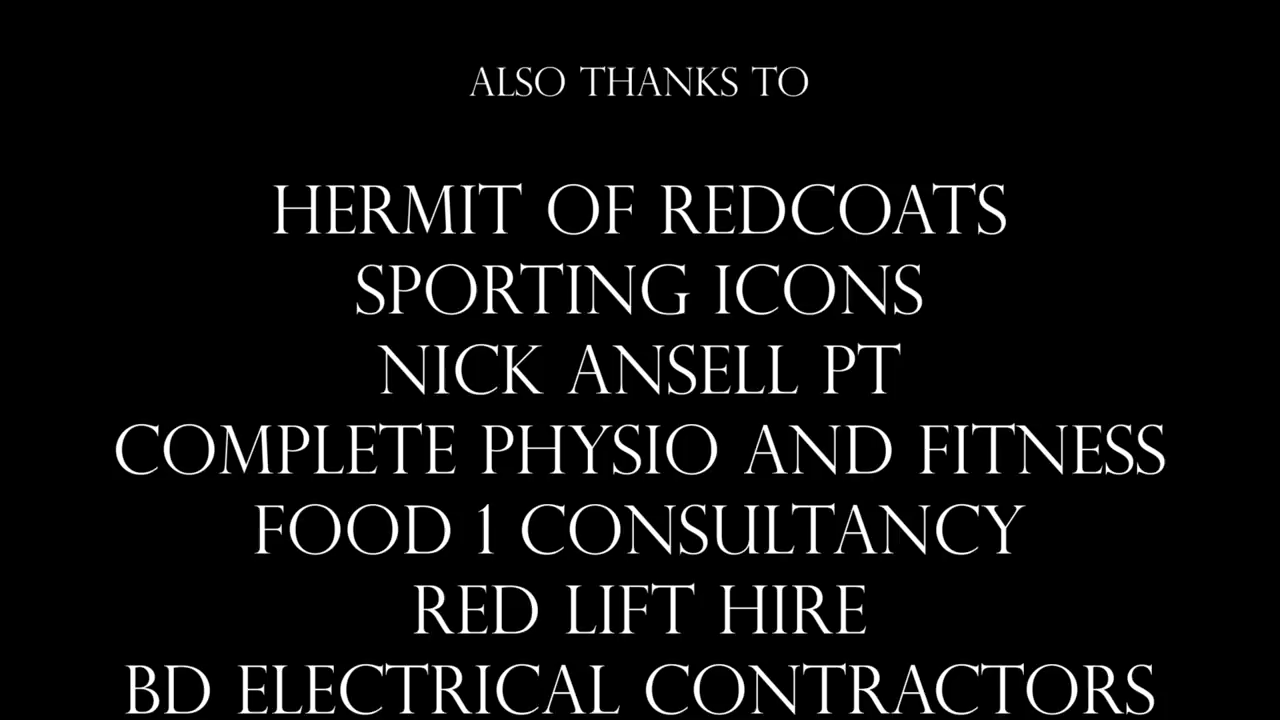 ALSO THANKS TO
HERMIT OF REDCOATS
SPORTING ICONS
NICK ANSELL PT
COMPLETE PHYSIO AND FITNESS
FOOD 1 CONSULTANCY
RED LIFT HIRE
BD ELECTRICAL CONTRACTORS